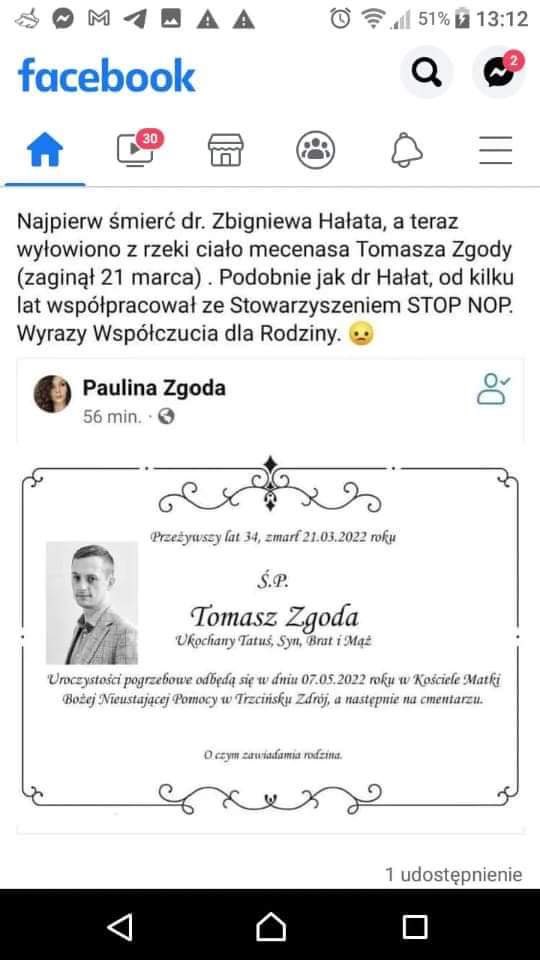 51% 13:12
facebook
2
30
Najpierw śmierć dr. Zbigniewa Hałata, a teraz
wyłowiono z rzeki ciało mecenasa Tomasza Zgody
(zaginął 21 marca) . Podobnie jak dr Hałat, od kilku
lat współpracował ze Stowarzyszeniem STOP NOP.
Wyrazy Współczucia dla Rodziny. 😞
Paulina Zgoda
56 min. ·
Przeżywszy lat 34, zmarł 21.03.2022 roku
Ś.P.
Tomasz Zgoda
Ukochany Tatuś, Syn, Brat i Mąż
Uroczystości pogrzebowe odbędą się w dniu 07.05.2022 roku w Kościele Matki
Bożej Nieustającej Pomocy w Trzcińsku Zdrój, a następnie na cmentarzu.
O czym zawiadamia rodzina.
1 udostępnienie